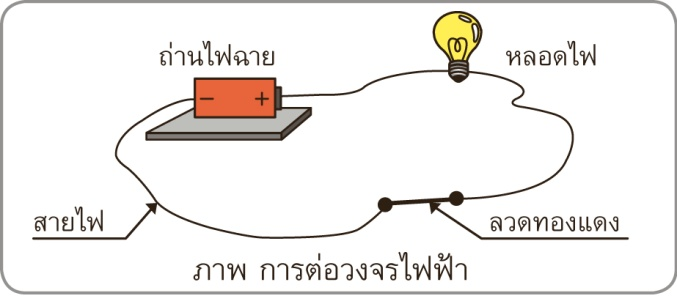 ถ่านไฟฉาย
หลอดไฟ
− +
สายไฟ
ลวดทองแดง
ภาพ การต่อวงจรไฟฟ้า